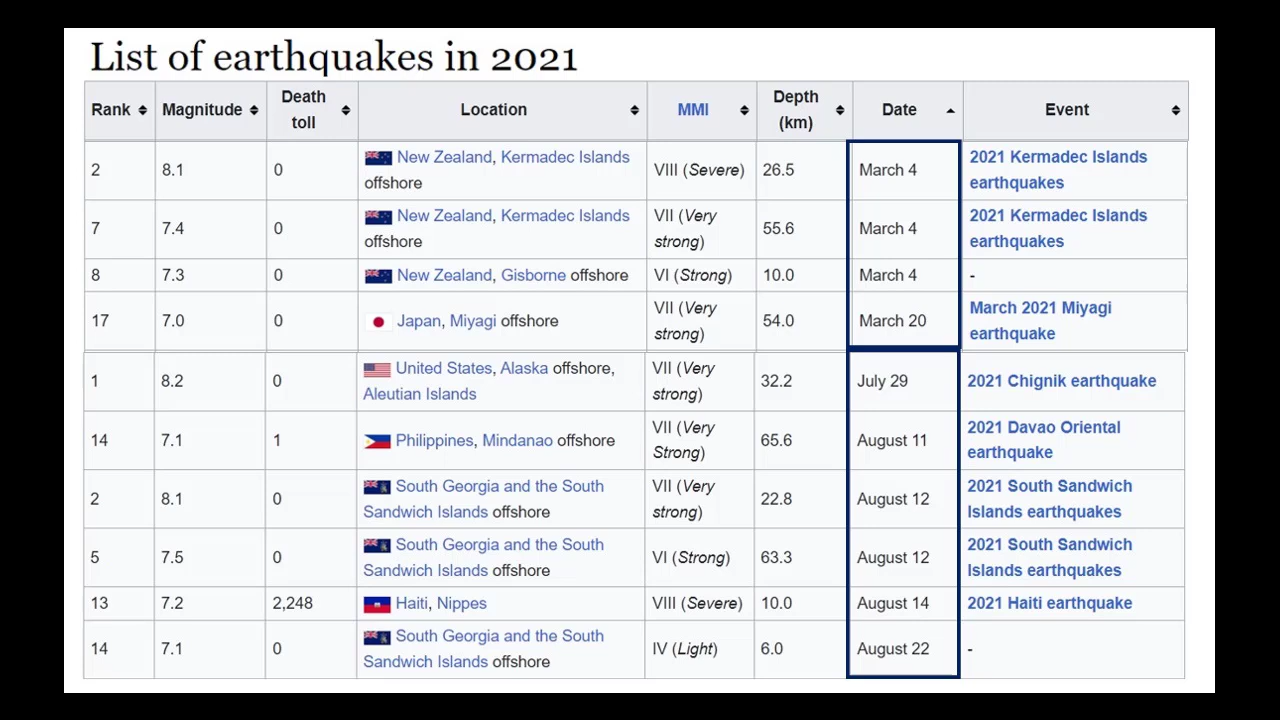 List of earthquakes in 2021
Rank Magnitude Death toll Location MMI Depth (km) Date Event
2 8.1 0 New Zealand, Kermadec Islands offshore VIII (Severe) 26.5 March 4 2021 Kermadec Islands earthquakes
7 7.4 0 New Zealand, Kermadec Islands offshore VII (Very strong) 55.6 March 4 2021 Kermadec Islands earthquakes
8 7.3 0 New Zealand, Gisborne offshore VI (Strong) 10.0 March 4 -
17 7.0 0 Japan, Miyagi offshore VII (Very strong) 54.0 March 20 March 2021 Miyagi earthquake
1 8.2 0 United States, Alaska offshore, Aleutian Islands VII (Very strong) 32.2 July 29 2021 Chignik earthquake
14 7.1 1 Philippines, Mindanao offshore VII (Very Strong) 65.6 August 11 2021 Davao Oriental earthquake
2 8.1 0 South Georgia and the South Sandwich Islands offshore VII (Very strong) 22.8 August 12 2021 South Sandwich Islands earthquakes
5 7.5 0 South Georgia and the South Sandwich Islands offshore VI (Strong) 63.3 August 12 2021 South Sandwich Islands earthquakes
13 7.2 2,248 Haiti, Nippes VIII (Severe) 10.0 August 14 2021 Haiti earthquake
14 7.1 0 South Georgia and the South Sandwich Islands offshore IV (Light) 6.0 August 22 -